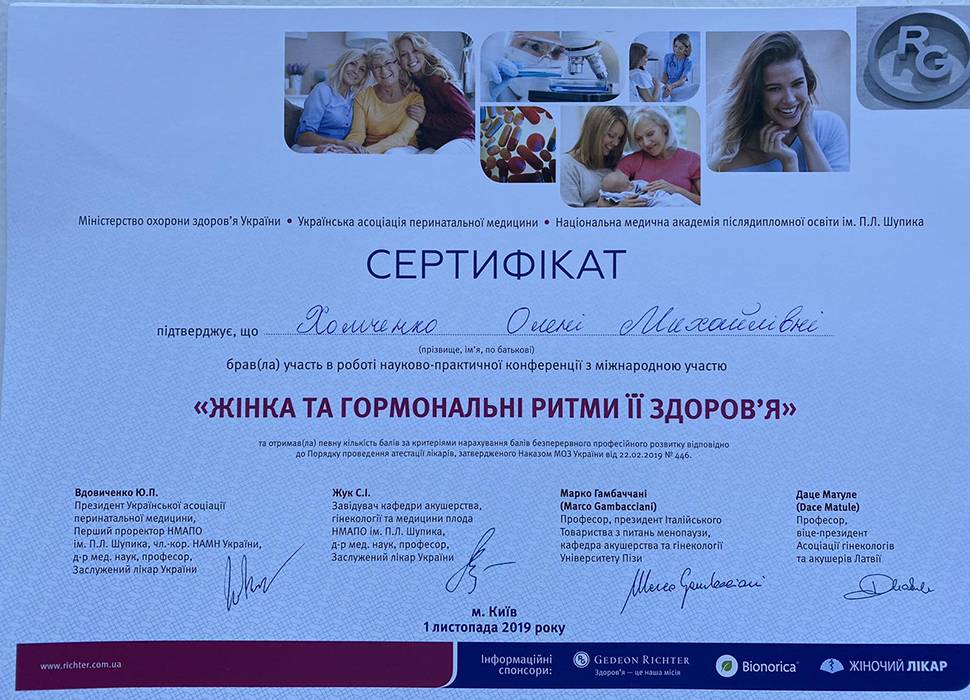 RG
Міністерство охорони здоров'я України • Українська асоціація перинатальної медицини • Національна медична академія післядипломної освіти ім. П.Л. Шупика
СЕРТИФІКАТ
підтверджує, що Хомченко Олені Михайлівні
(прізвище, ім'я, по батькові)
брав(ла) участь в роботі науково-практичної конференції з міжнародною участю
«ЖІНКА ТА ГОРМОНАЛЬНІ РИТМИ ЇЇ ЗДОРОВ'Я»
та отримав(ла) певну кількість балів за критеріями нарахування балів безперервного професійного розвитку відповідно
до Порядку проведення атестації лікарів, затвердженого Наказом МОЗ України від 22.02.2019 № 446.
Вдовиченко Ю.П.
Президент Української асоціації
перинатальної медицини,
Перший проректор НМАПО
ім. П.Л. Шупика, чл.-кор. НАМН України,
д-р мед. наук, професор,
Заслужений лікар України
Жук С.І.
Завідувач кафедри акушерства,
гінекології та медицини плода
НМАПО ім. П.Л. Шупика,
д-р мед. наук, професор,
Заслужений лікар України
Марко Гамбаччані
(Marco Gambacciani)
Професор, президент Італійського
Товариства з питань менопаузи,
кафедра акушерства та гінекології
Університету Пізи
Marco Gambacciani
Даце Матуле
(Dace Matule)
Професор,
віце-президент
Асоціації гінекологів
та акушерів Латвії
м. Київ
1 листопада 2019 року
www.richter.com.ua
Інформаційні
спонсори:
GEDEON RICHTER
Здоров'я — це наша місія
Bionorica
ЖІНОЧИЙ ЛІКАР